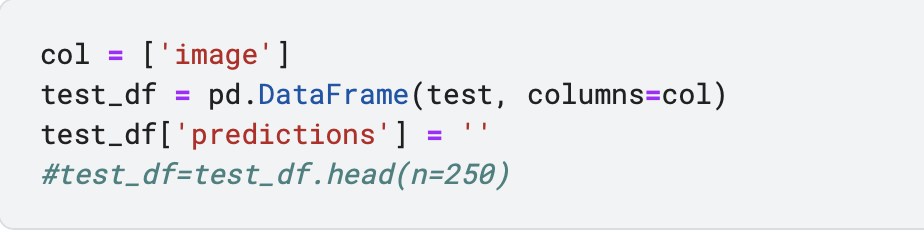 col = ['image']
test_df = pd.DataFrame(test, columns=col)
test_df['predictions'] = ''
#test_df=test_df.head(n=250)